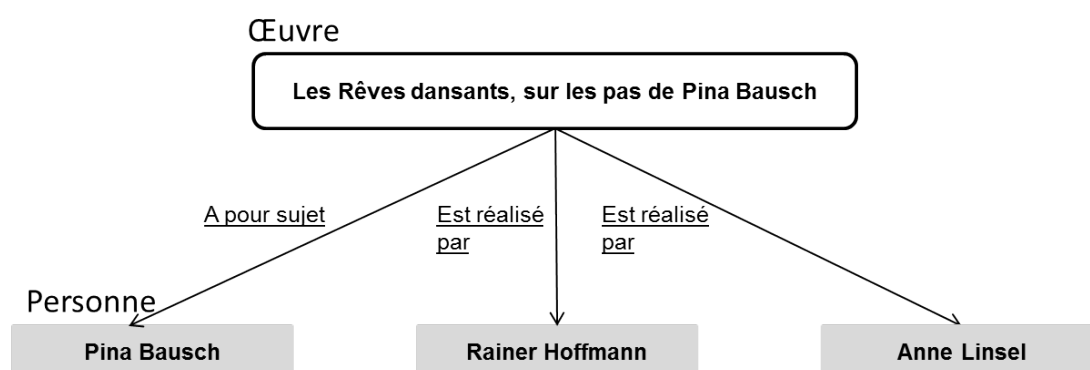 Œuvre
Les Rêves dansants, sur les pas de Pina Bausch
A pour sujet
Est réalisé
par
Est réalisé
par
Personne
Pina Bausch
Rainer Hoffmann
Anne Linsel